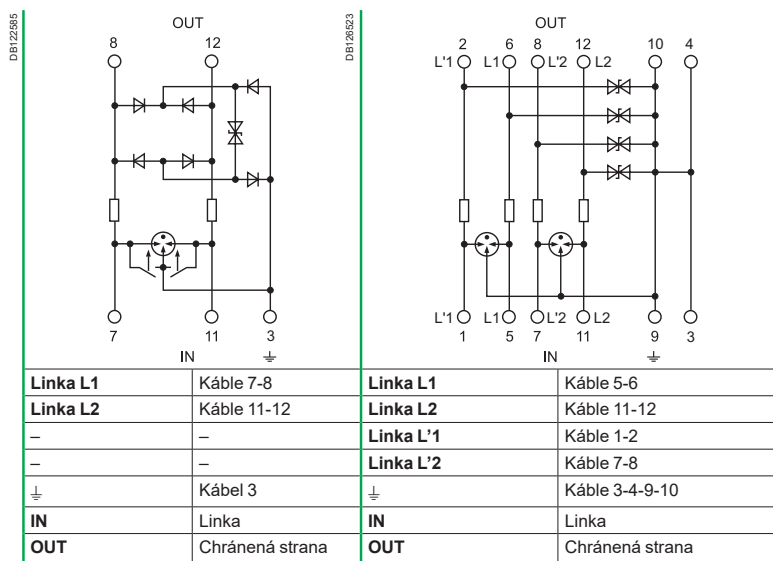 DB122585
OUT
8 12
7 11 3
IN ⏚
DB126523
OUT
2 6 8 12 10 4
L'1 L1 L'2 L2
L'1 L1 L'2 L2
1 5 7 11 9 3
IN ⏚
Linka L1 Káble 7-8 Linka L1 Káble 5-6
Linka L2 Káble 11-12 Linka L2 Káble 11-12
– – Linka L’1 Káble 1-2
– – Linka L’2 Káble 7-8
⏚ Kábel 3 ⏚ Káble 3-4-9-10
IN Linka IN Linka
OUT Chránená strana OUT Chránená strana